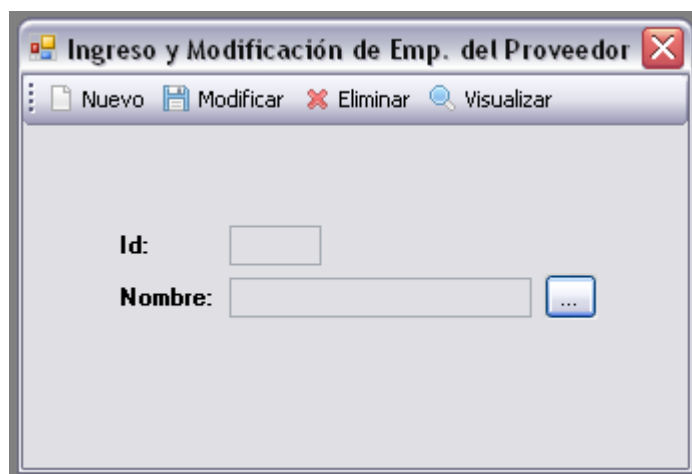 Ingreso y Modificación de Emp. del Proveedor
Nuevo Modificar Eliminar Visualizar
Id:
Nombre: ...